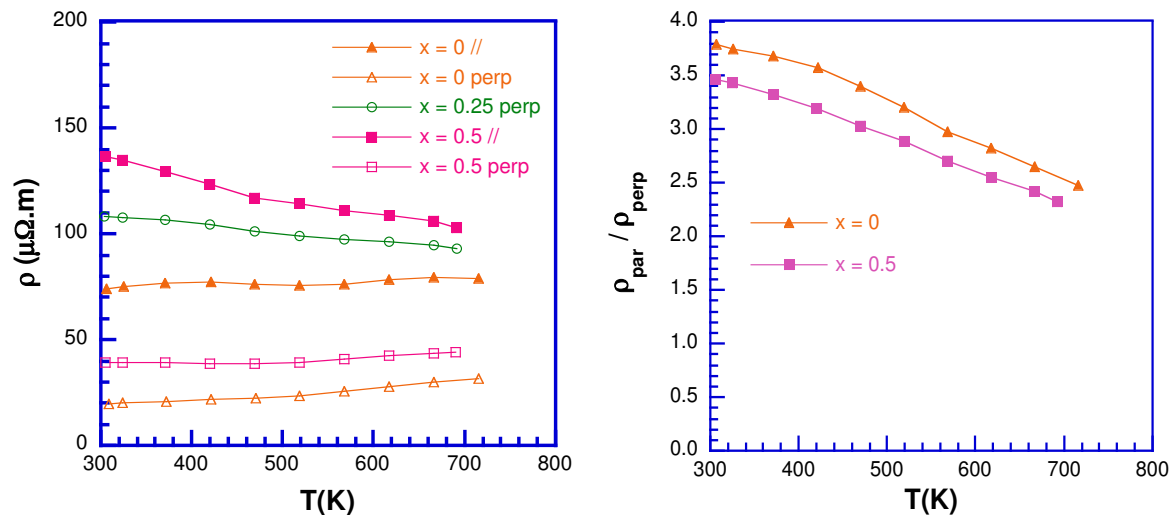 200
150
100
50
0
ρ (μΩ.m)
300 400 500 600 700 800
T(K)
x = 0 //
x = 0 perp
x = 0.25 perp
x = 0.5 //
x = 0.5 perp
4.0
3.5
3.0
2.5
2.0
1.5
1.0
0.5
0.0
ρpar / ρperp
300 400 500 600 700 800
T(K)
x = 0
x = 0.5